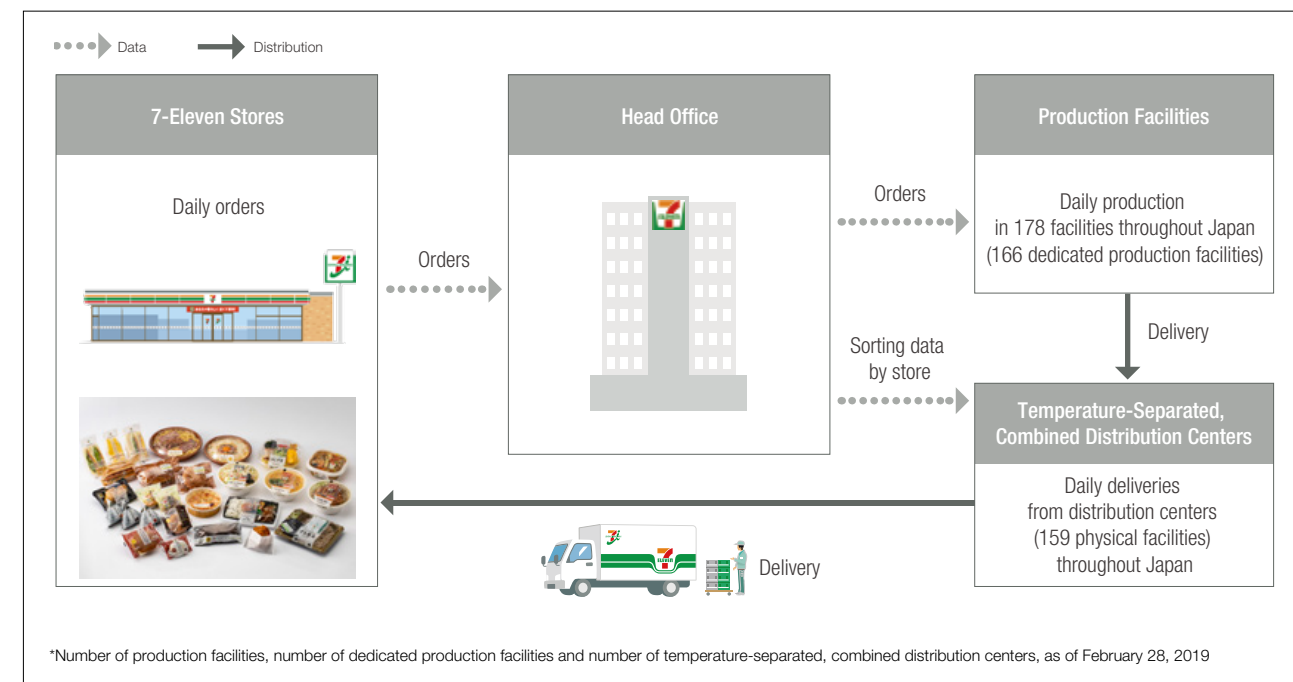 Data
Distribution
7-Eleven Stores
Daily orders
Orders
Head Office
Orders
Sorting data
by store
Production Facilities
Daily production
in 178 facilities throughout Japan
(166 dedicated production facilities)
Delivery
Temperature-Separated,
Combined Distribution Centers
Daily deliveries
from distribution centers
(159 physical facilities)
throughout Japan
7
ELEVEN
Delivery
*Number of production facilities, number of dedicated production facilities and number of temperature-separated, combined distribution centers, as of February 28, 2019